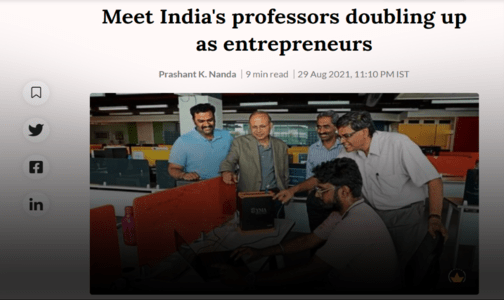 Meet India's professors doubling up
as entrepreneurs
Prashant K. Nanda | 9 min read | 29 Aug 2021, 11:10 PM IST